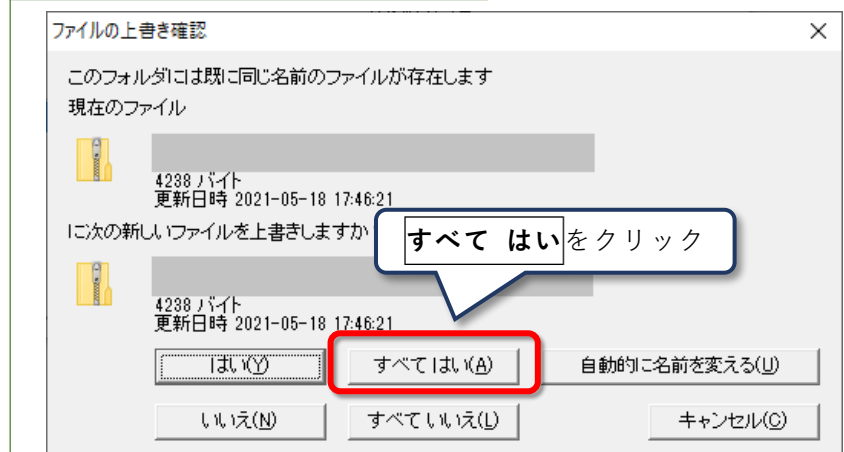 ファイルの上書き確認
このフォルダには既に同じ名前のファイルが存在します
現在のファイル
4238 バイト
更新日時 2021-05-18 17:46:21
に次の新しいファイルを上書きしますか
すべて はいをクリック
4238 バイト
更新日時 2021-05-18 17:46:21
はい(Y) すべてはい(A) 自動的に名前を変える(U)
いいえ(N) すべていいえ(L) キャンセル(C)